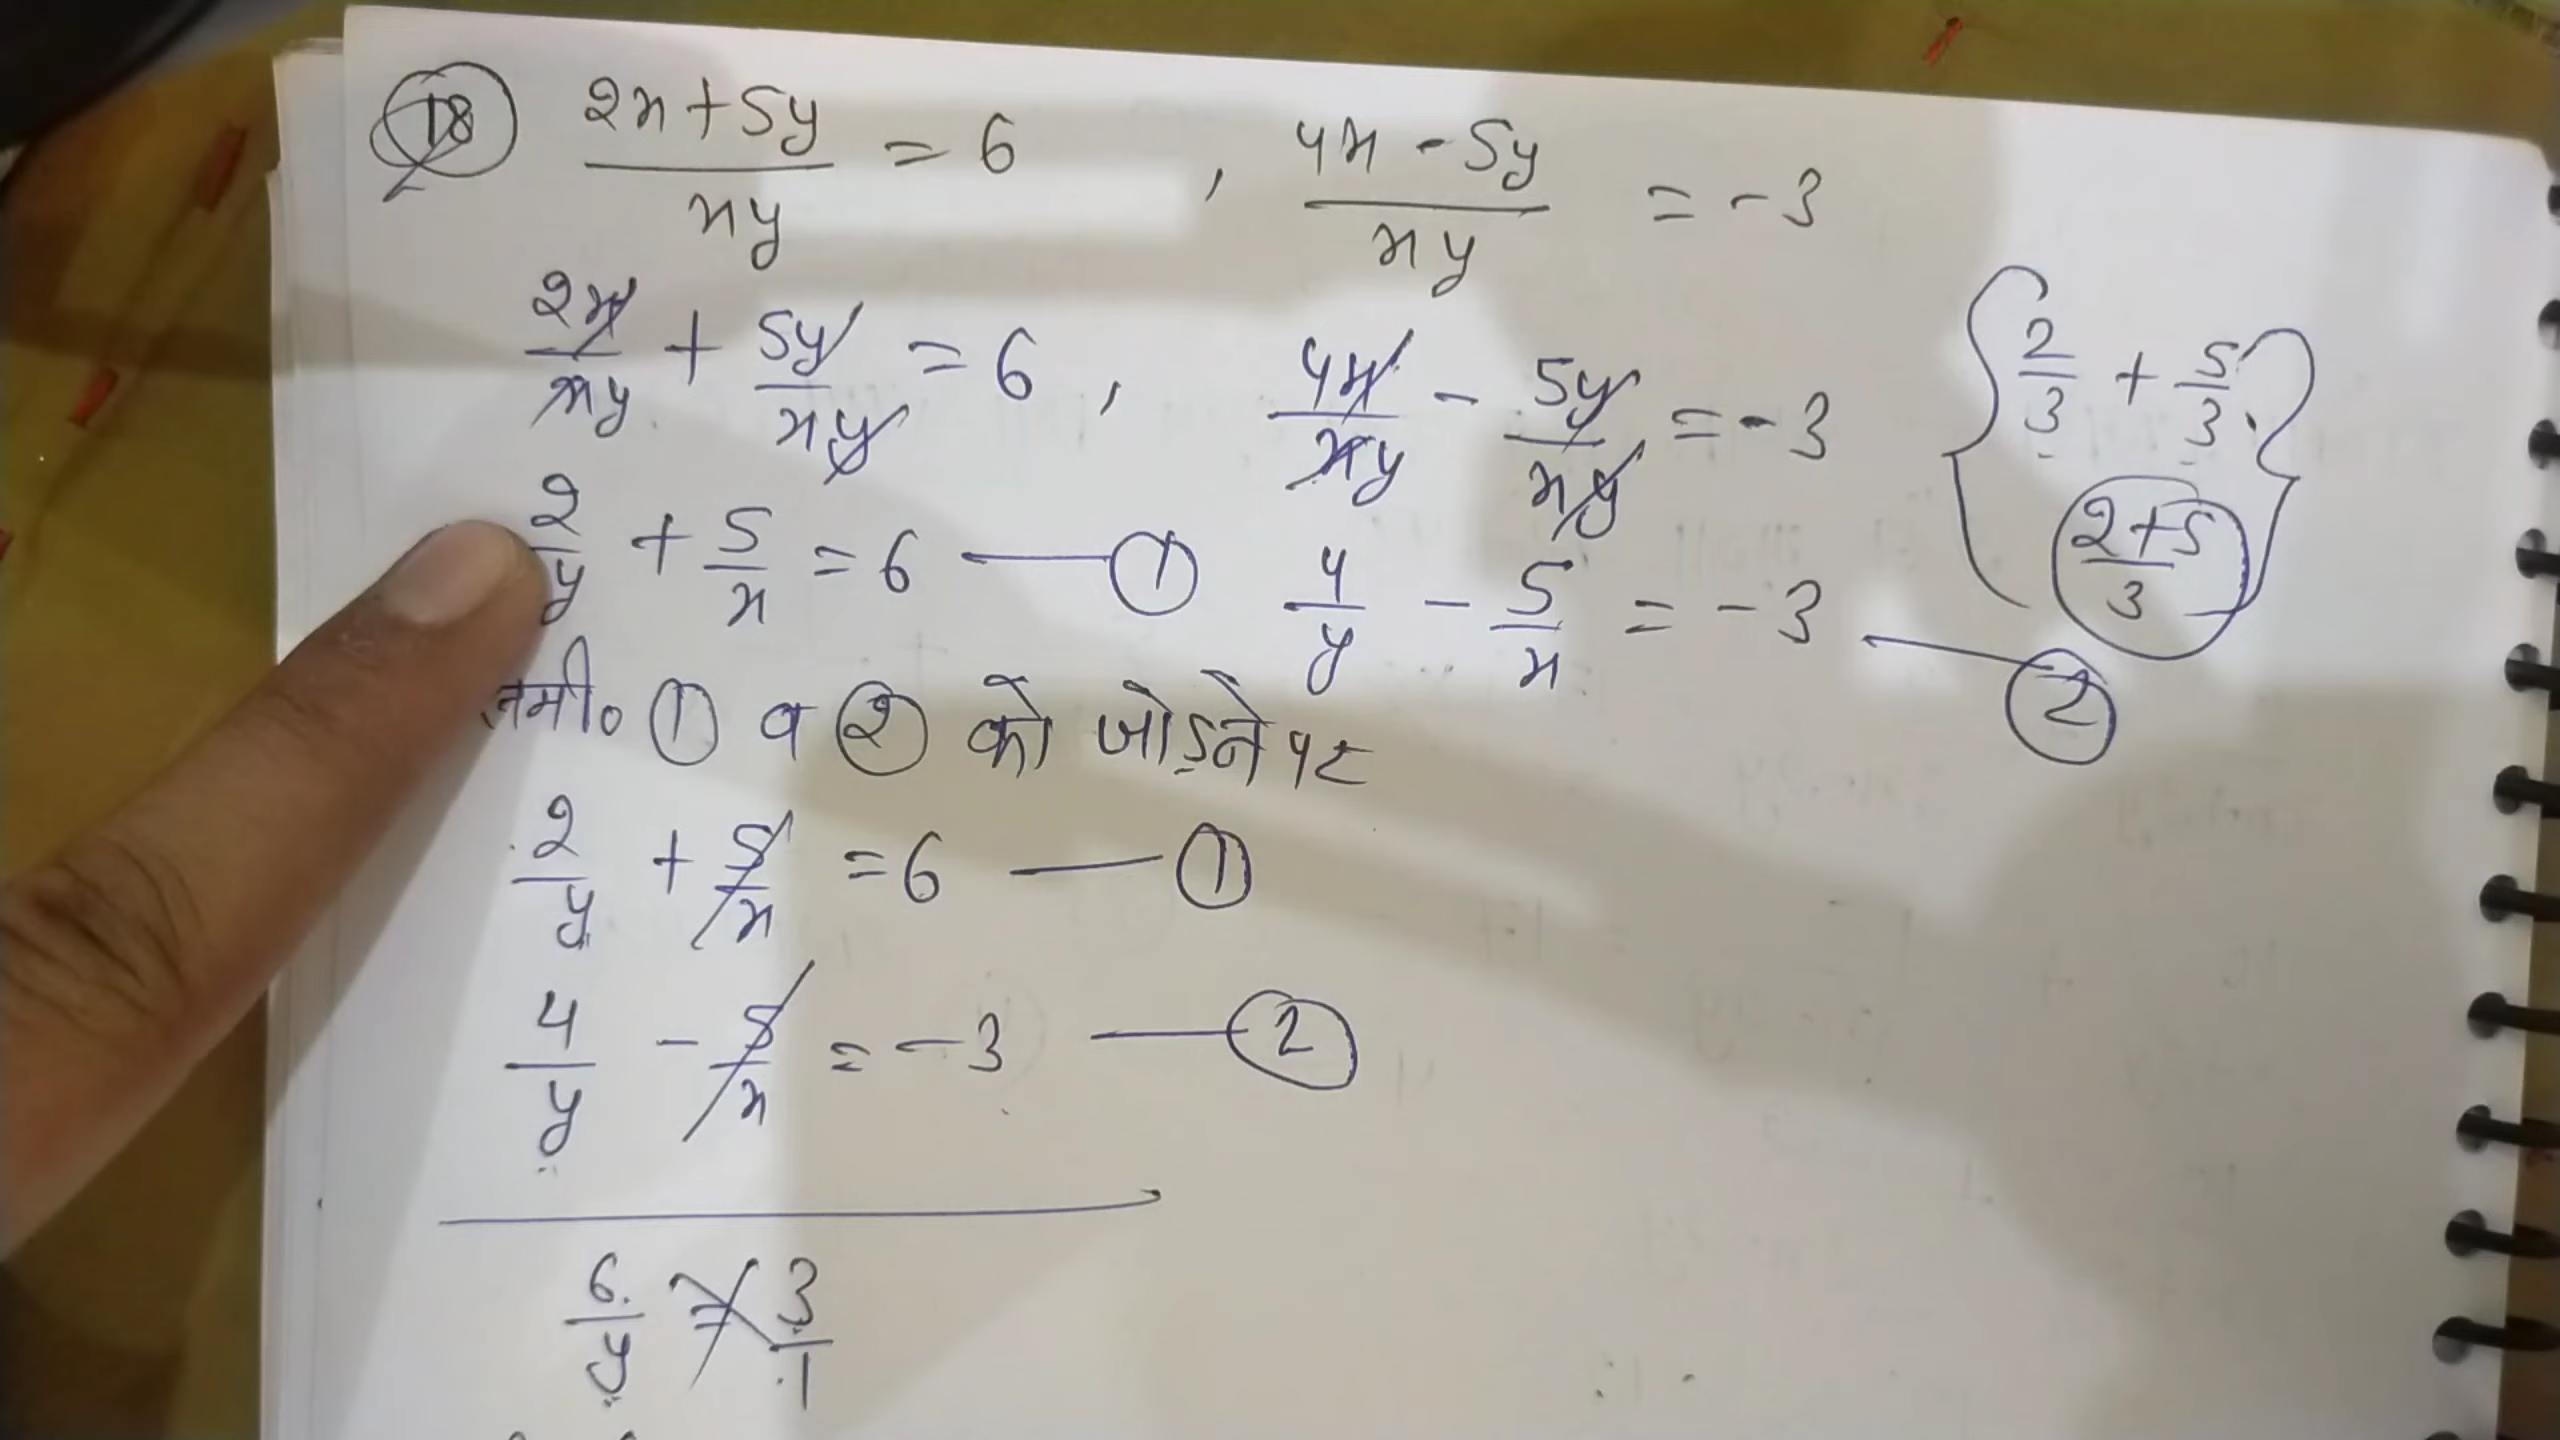 18 (2x+5y)/xy = 6 , (4x-5y)/xy = -3
2x/xy + 5y/xy = 6 , 4x/xy - 5y/xy = -3
2/y + 5/x = 6 — 1
4/y - 5/x = -3 — 2
{2/3 + 5/3}
(2+5)/3
समी० 1 व 2 को जोड़ने पर
2/y + 5/x = 6 — 1
4/y - 5/x = -3 — 2
6/y = 3/1